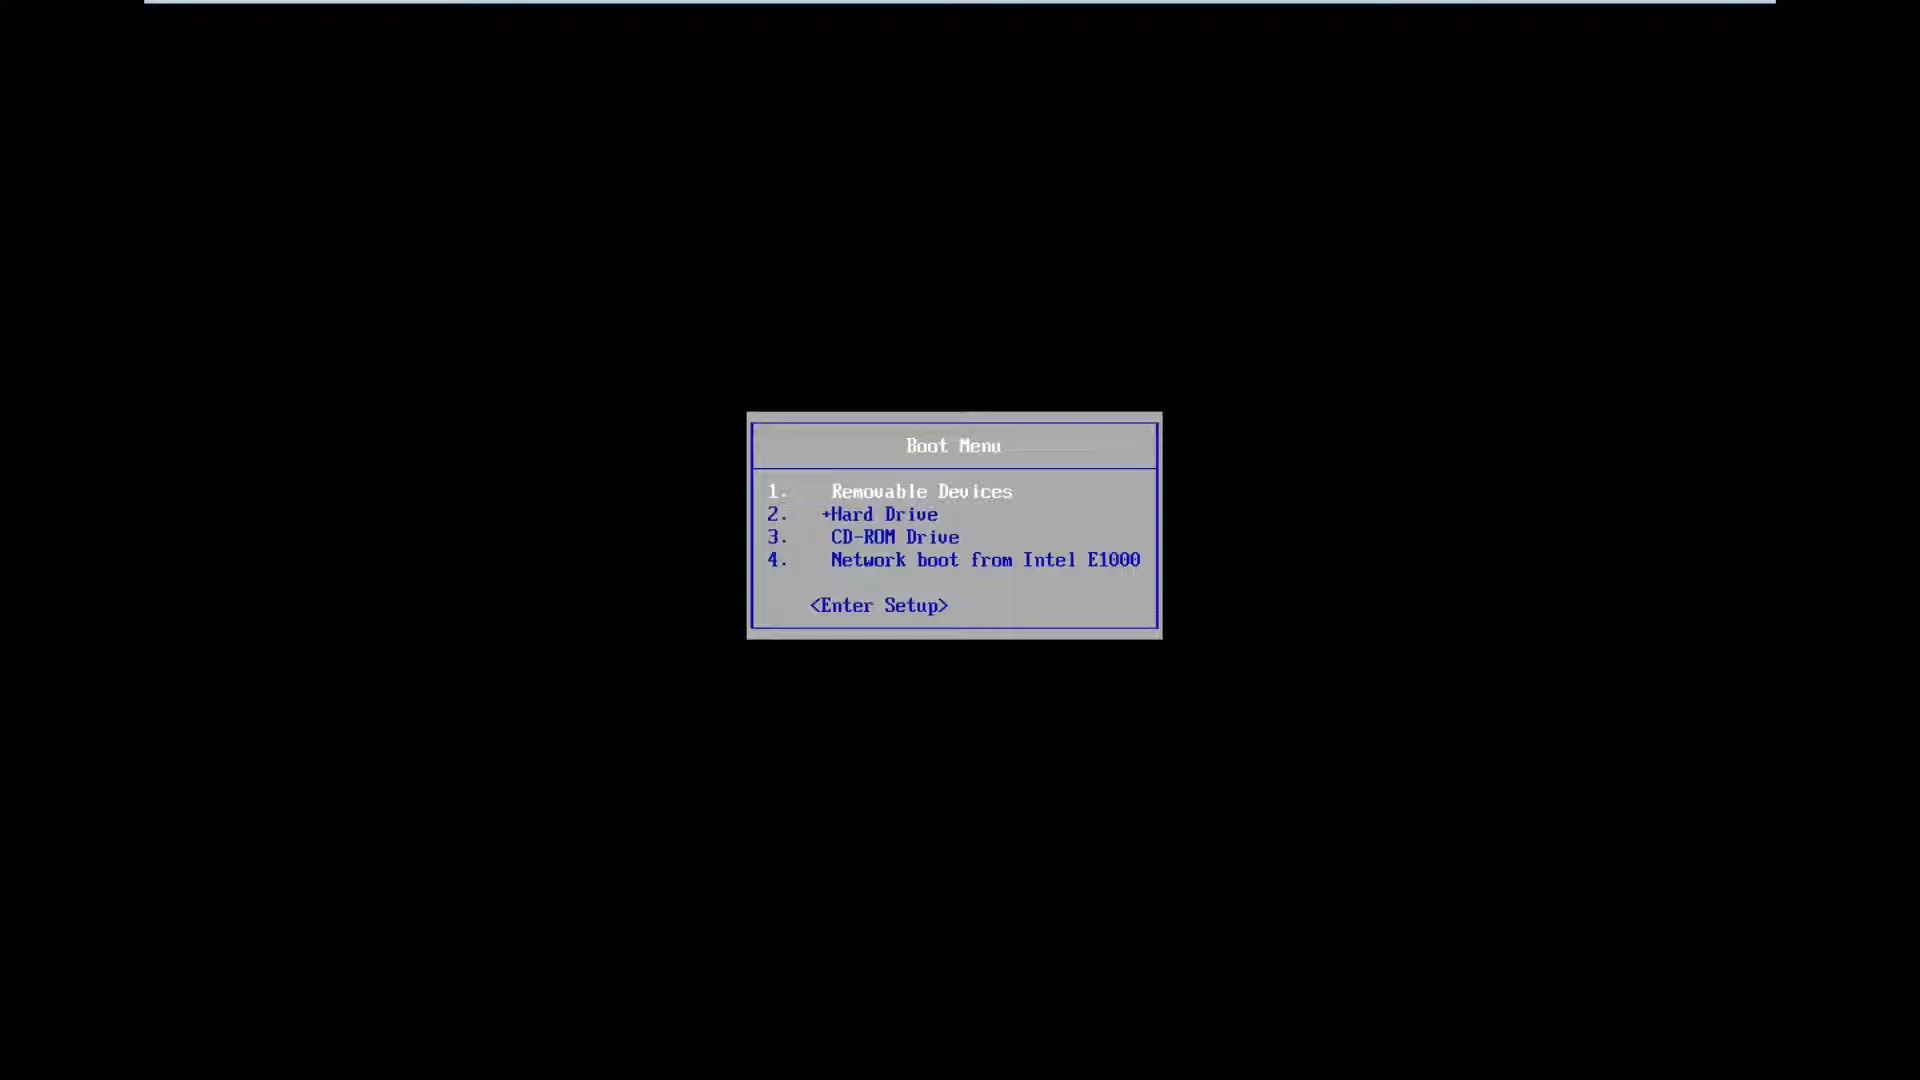 Boot Menu
1. Removable Devices
2. +Hard Drive
3. CD-ROM Drive
4. Network boot from Intel E1000
<Enter Setup>